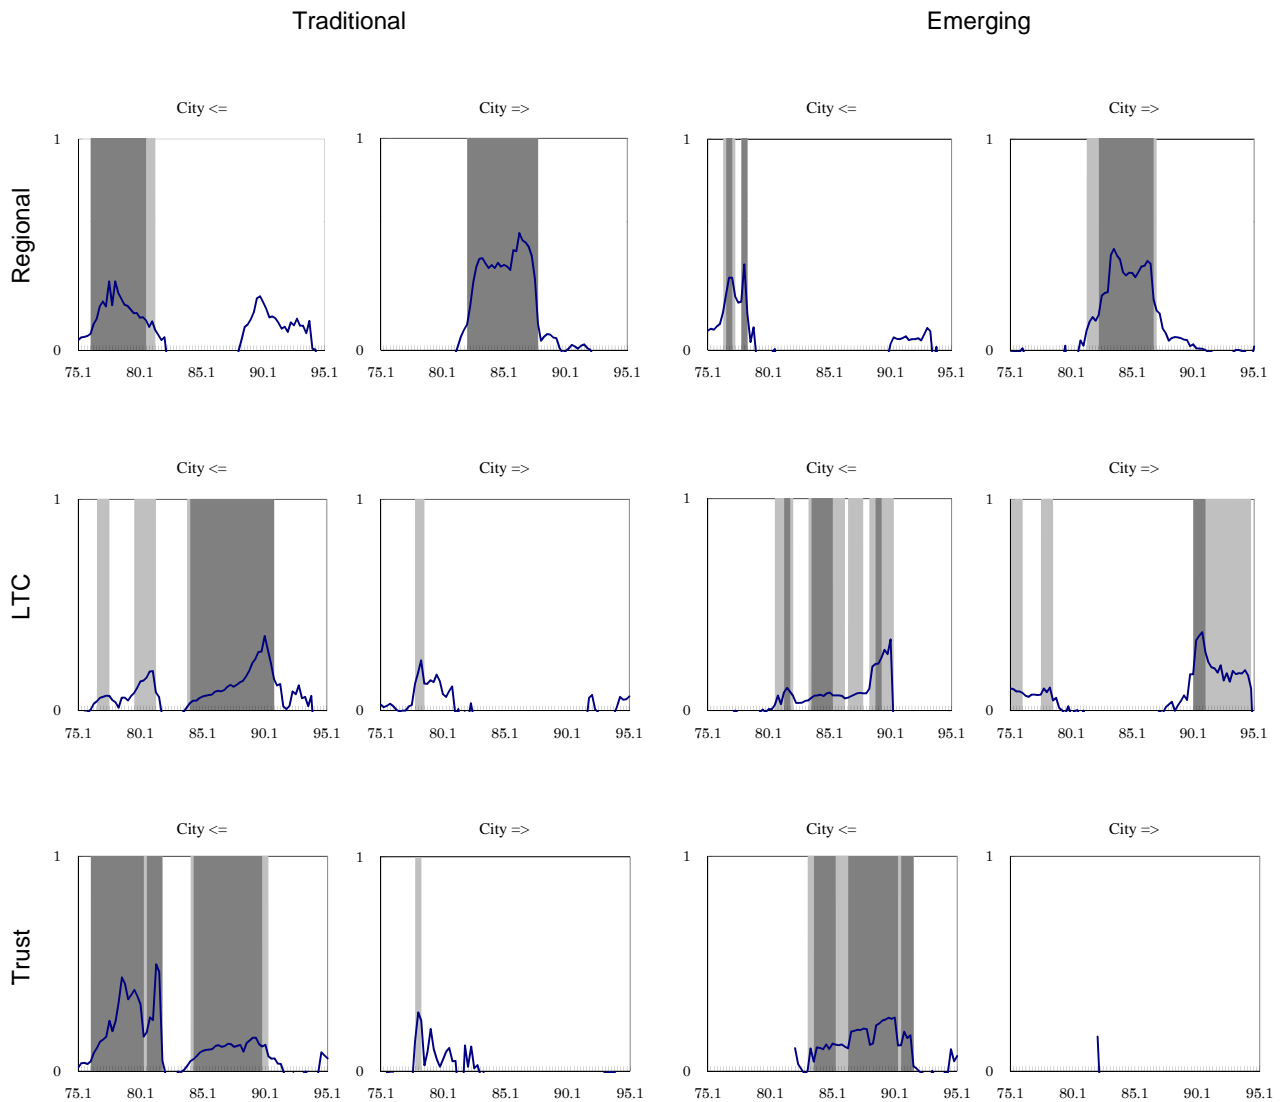 Traditional Emerging
City <= City => City <= City =>
Regional
1 1 1 1
0 0 0 0
75.1 80.1 85.1 90.1 95.1 75.1 80.1 85.1 90.1 95.1 75.1 80.1 85.1 90.1 95.1 75.1 80.1 85.1 90.1 95.1
City <= City => City <= City =>
LTC
1 1 1 1
0 0 0 0
75.1 80.1 85.1 90.1 95.1 75.1 80.1 85.1 90.1 95.1 75.1 80.1 85.1 90.1 95.1 75.1 80.1 85.1 90.1 95.1
City <= City => City <= City =>
Trust
1 1 1 1
0 0 0 0
75.1 80.1 85.1 90.1 95.1 75.1 80.1 85.1 90.1 95.1 75.1 80.1 85.1 90.1 95.1 75.1 80.1 85.1 90.1 95.1